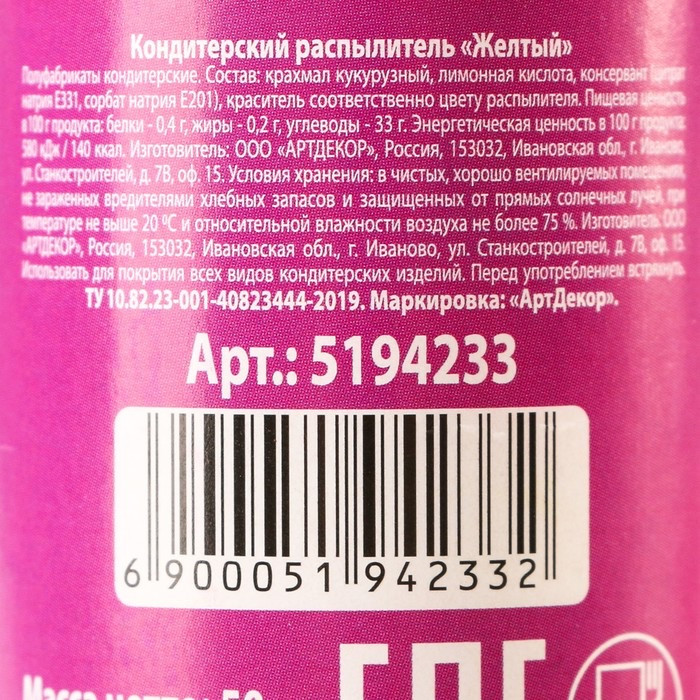 Кондитерский распылитель «Желтый»
Полуфабрикаты кондитерские. Состав: крахмал кукурузный, лимонная кислота, консервант (цитрат
натрия Е331, сорбат натрия Е201), краситель соответственно цвету распылителя. Пищевая ценность
в 100 г продукта: белки - 0,4 г, жиры - 0,2 г, углеводы - 33 г. Энергетическая ценность в 100 г продукта:
580 кДж / 140 ккал. Изготовитель: ООО «АРТДЕКОР», Россия, 153032, Ивановская обл., г. Иваново,
ул. Станкостроителей, д. 7В, оф. 15. Условия хранения: в чистых, хорошо вентилируемых помещениях,
не зараженных вредителями хлебных запасов и защищенных от прямых солнечных лучей, при
температуре не выше 20 ºС и относительной влажности воздуха не более 75 %. Изготовитель: ООО
«АРТДЕКОР», Россия, 153032, Ивановская обл., г. Иваново, ул. Станкостроителей, д. 7В, оф. 15.
Использовать для покрытия всех видов кондитерских изделий. Перед употреблением встряхнуть.
ТУ 10.82.23-001-40823444-2019. Маркировка: «АртДекор».
Арт.: 5194233
6 900051 942332
Масса нетто: 50